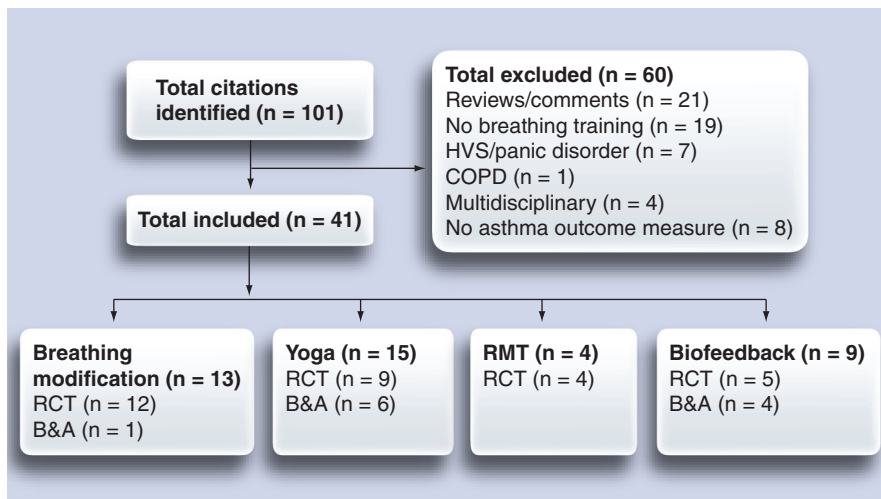 Total citations
identified (n = 101)
Total excluded (n = 60)
Reviews/comments (n = 21)
No breathing training (n = 19)
HVS/panic disorder (n = 7)
COPD (n = 1)
Multidisciplinary (n = 4)
No asthma outcome measure (n = 8)
Total included (n = 41)
Breathing
modification (n = 13)
RCT (n = 12)
B&A (n = 1)
Yoga (n = 15)
RCT (n = 9)
B&A (n = 6)
RMT (n = 4)
RCT (n = 4)
Biofeedback (n = 9)
RCT (n = 5)
B&A (n = 4)